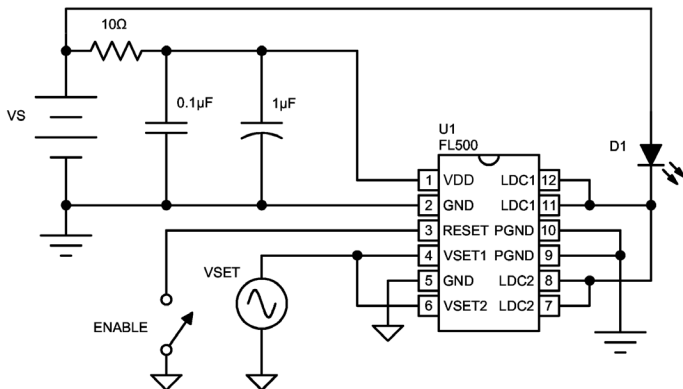 10Ω
0.1µF
1µF
VS
U1
FL500
D1
1 VDD LDC1 12
2 GND LDC1 11
3 RESET PGND 10
4 VSET1 PGND 9
5 GND LDC2 8
6 VSET2 LDC2 7
VSET
ENABLE